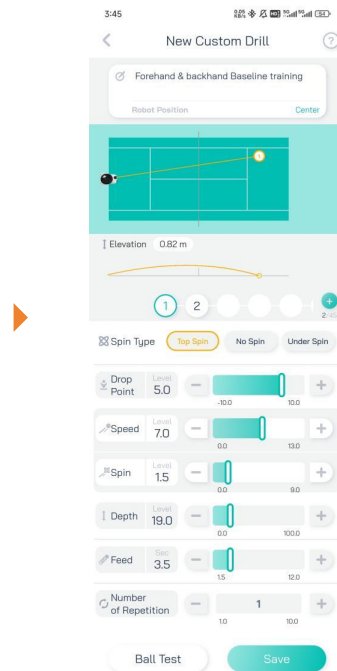 3:45
54
New Custom Drill
?
Forehand & backhand Baseline training
Robot Position Center
1
Elevation 0.82 m
1 2
+
Spin Type Top Spin No Spin Under Spin
Drop Point Level 5.0 − +
-10.0 10.0
Speed Level 7.0 − +
0.0 13.0
Spin Level 1.5 − +
0.0 9.0
Depth Level 19.0 − +
0.0 100.0
Feed Sec 3.5 − +
1.5 12.0
Number of Repetition − 1 +
1.0 10.0
Ball Test Save